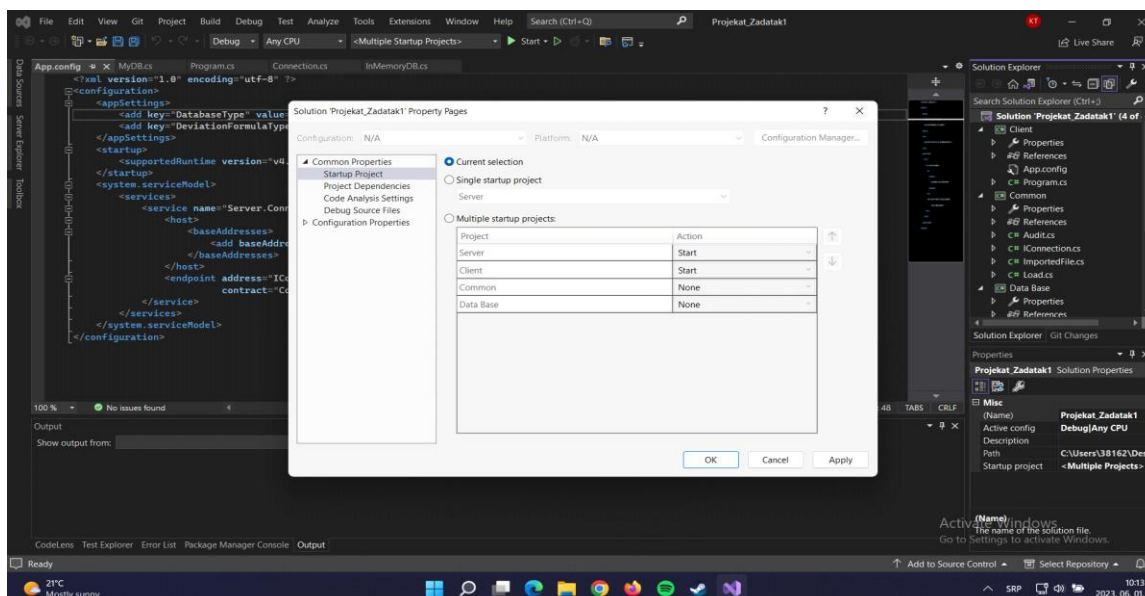 File Edit View Git Project Build Debug Test Analyze Tools Extensions Window Help Search (Ctrl+Q) Projekat_Zadatak1 KT
Debug Any CPU <Multiple Startup Projects> Start Live Share
App.config MyDB.cs Program.cs Connection.cs InMemoryDB.cs
<?xml version="1.0" encoding="utf-8" ?>
<configuration>
<appSettings>
<add key="DatabaseType" value=
<add key="DeviationFormulaType
</appSettings>
<startup>
<supportedRuntime version="v4.
</startup>
<system.serviceModel>
<services>
<service name="Server.Conn
<host>
<baseAddresses>
<add baseAddre
</baseAddresses>
</host>
<endpoint address="ICo
contract="Co
</service>
</services>
</system.serviceModel>
</configuration>
Data Sources
Server Explorer
Toolbox
100 % No issues found 48 TABS CRLF
Output
Show output from:
CodeLens Test Explorer Error List Package Manager Console Output
Solution 'Projekat_Zadatak1' Property Pages ? ×
Configuration: N/A Platform: N/A Configuration Manager...
Common Properties
Startup Project
Project Dependencies
Code Analysis Settings
Debug Source Files
Configuration Properties
Current selection
Single startup project
Server
Multiple startup projects:
Project Action
Server Start
Client Start
Common None
Data Base None
OK Cancel Apply
Solution Explorer
Search Solution Explorer (Ctrl+;)
Solution 'Projekat_Zadatak1' (4 of
Client
Properties
References
App.config
C# Program.cs
Common
Properties
References
C# Audit.cs
C# IConnection.cs
C# ImportedFile.cs
C# Load.cs
Data Base
Properties
References
Solution Explorer Git Changes
Properties
Projekat_Zadatak1 Solution Properties
Misc
(Name) Projekat_Zadatak1
Active config Debug|Any CPU
Description
Path C:\Users\38162\Des
Startup project <Multiple Projects>
(Name)
The name of the solution file.
Activate Windows
Go to Settings to activate Windows.
Ready Add to Source Control Select Repository
21°C
Mostly sunny
SRP
10:13
2023. 06. 01